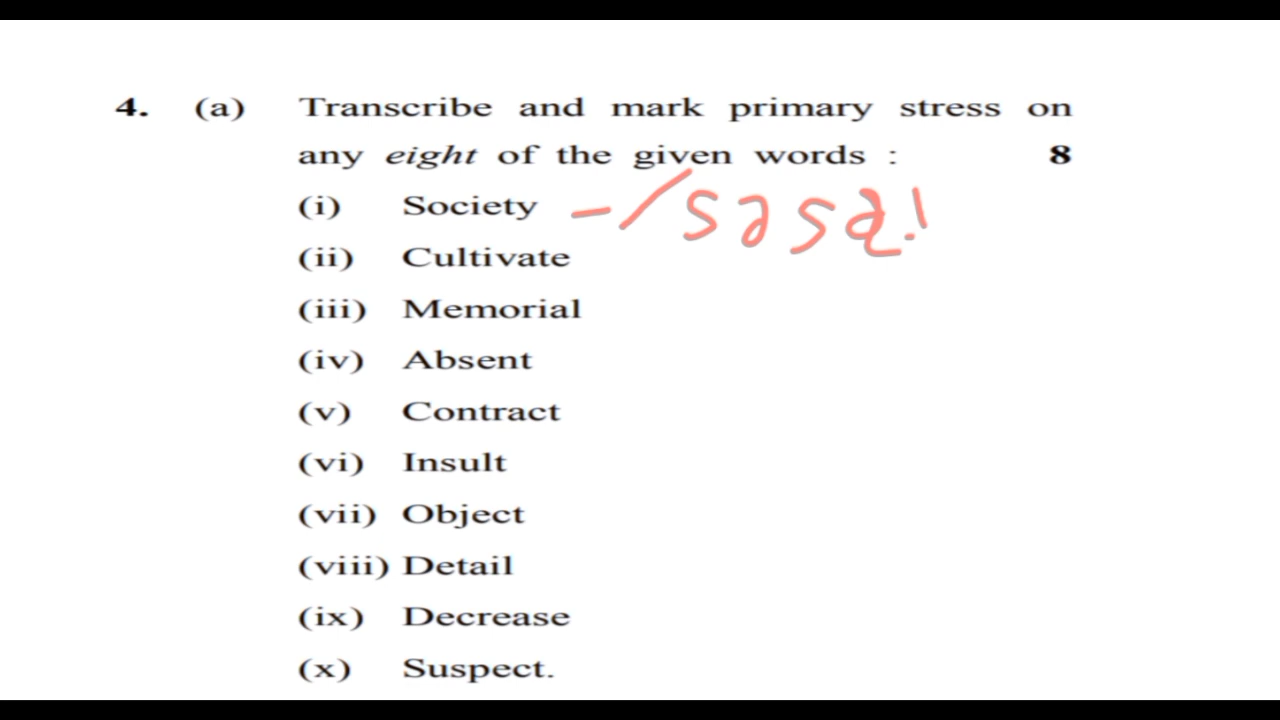 4. (a) Transcribe and mark primary stress on
any eight of the given words : 8
(i) Society - /səsə
(ii) Cultivate
(iii) Memorial
(iv) Absent
(v) Contract
(vi) Insult
(vii) Object
(viii) Detail
(ix) Decrease
(x) Suspect.